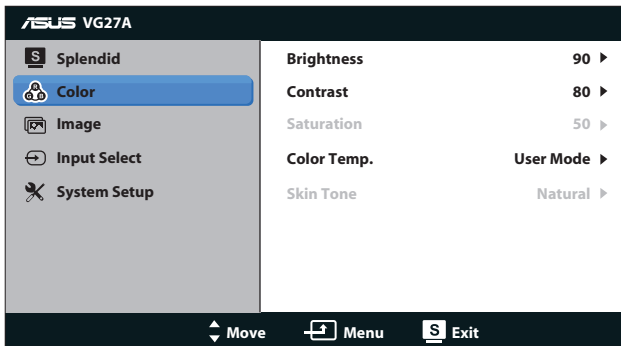 ASUS VG27A
S Splendid
Color
Image
Input Select
System Setup
Brightness 90
Contrast 80
Saturation 50
Color Temp. User Mode
Skin Tone Natural
Move Menu S Exit